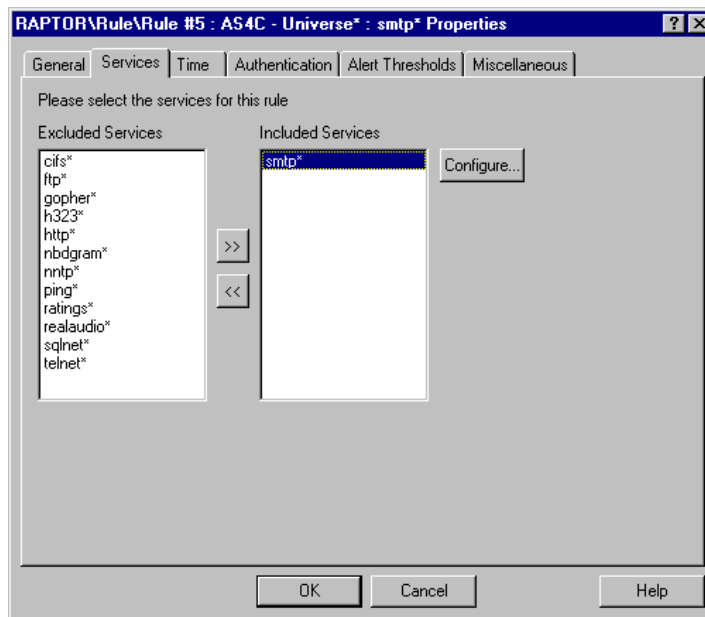 RAPTOR\Rule\Rule #5 : AS4C - Universe* : smtp* Properties
General Services Time Authentication Alert Thresholds Miscellaneous
Please select the services for this rule
Excluded Services Included Services
cifs*
ftp*
gopher*
h323*
http*
nbdgram*
nntp*
ping*
ratings*
realaudio*
sqlnet*
telnet*
>>
<<
smtp*
Configure...
OK Cancel Help